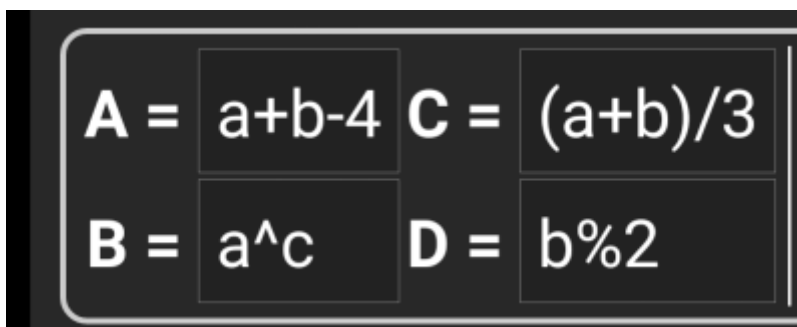 A = a+b-4 C = (a+b)/3
B = a^c D = b%2